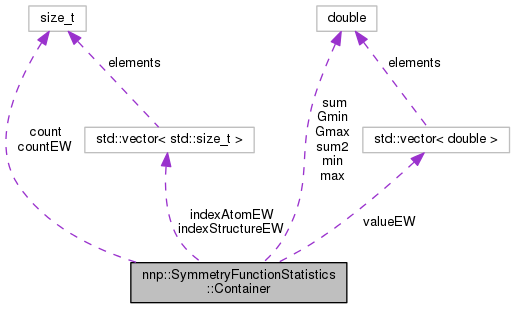 size_t
double
elements
elements
sum
Gmin
Gmax
sum2
min
max
count
countEW
std::vector< std::size_t >
std::vector< double >
indexAtomEW
indexStructureEW
valueEW
nnp::SymmetryFunctionStatistics
::Container